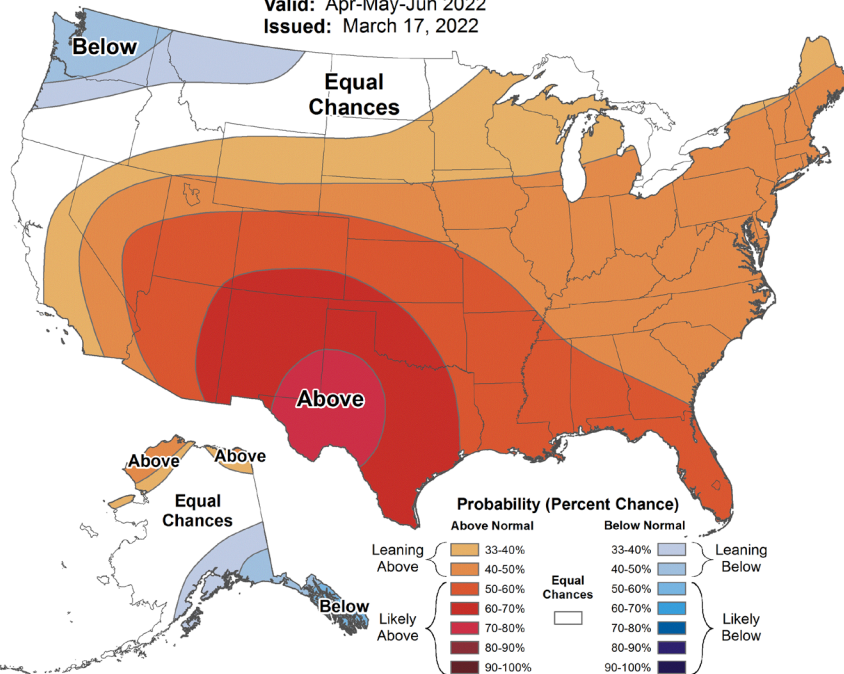 Valid: Apr-May-Jun 2022
Issued: March 17, 2022
Below
Equal
Chances
Above
Above
Above
Equal
Chances
Below
Probability (Percent Chance)
Above Normal
Below Normal
Leaning
Above
33-40%
40-50%
Likely
Above
50-60%
60-70%
70-80%
80-90%
90-100%
Equal
Chances
33-40%
40-50%
Leaning
Below
50-60%
60-70%
70-80%
80-90%
90-100%
Likely
Below